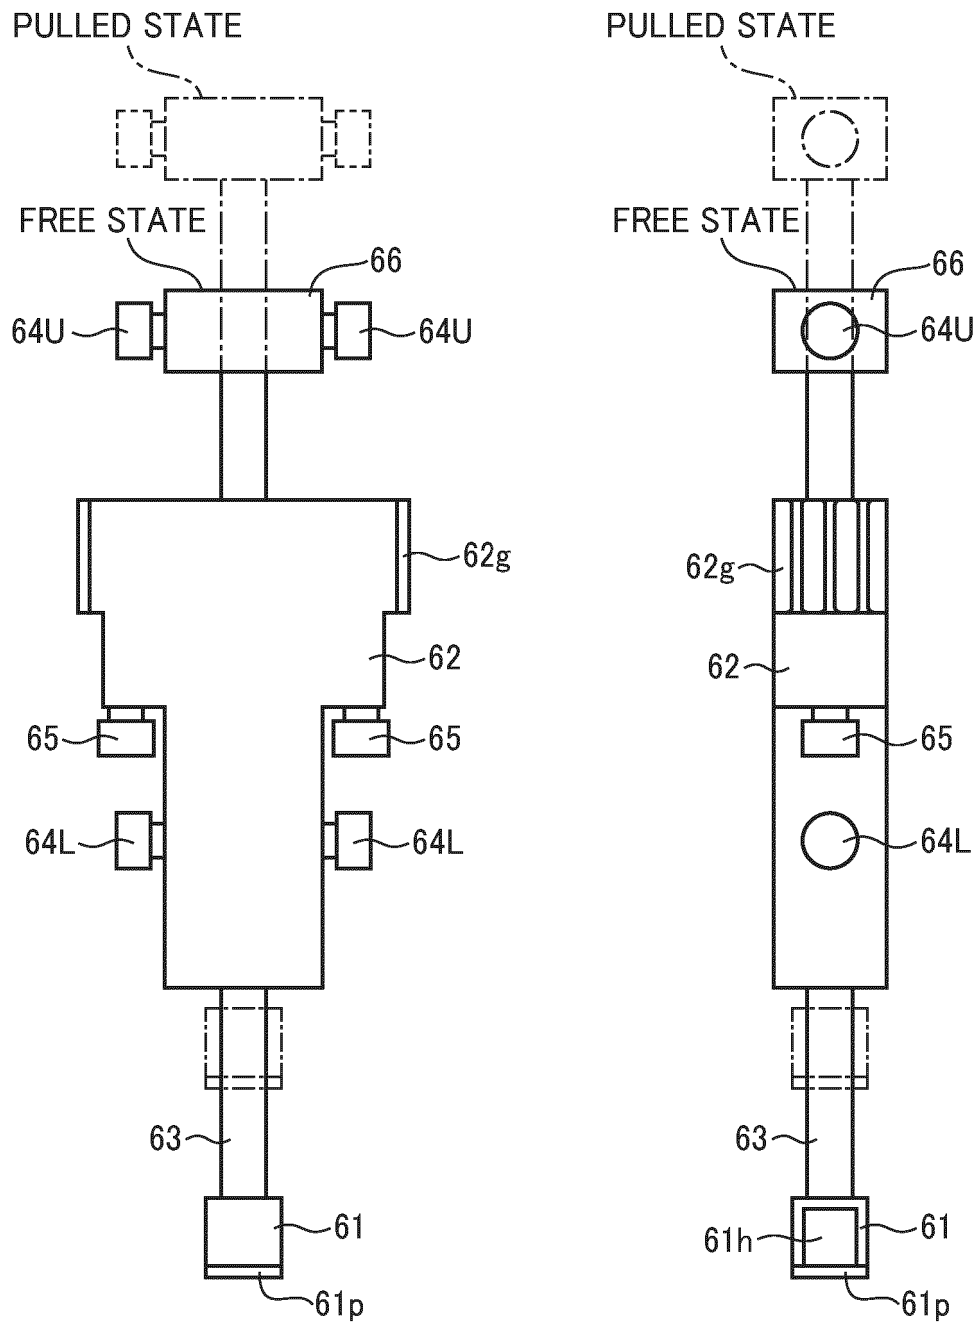 PULLED STATE
PULLED STATE
FREE STATE
FREE STATE
66
66
64U
64U
64U
62g
62g
62
62
65
65
65
64L
64L
64L
63
63
61
61h
61
61p
61p